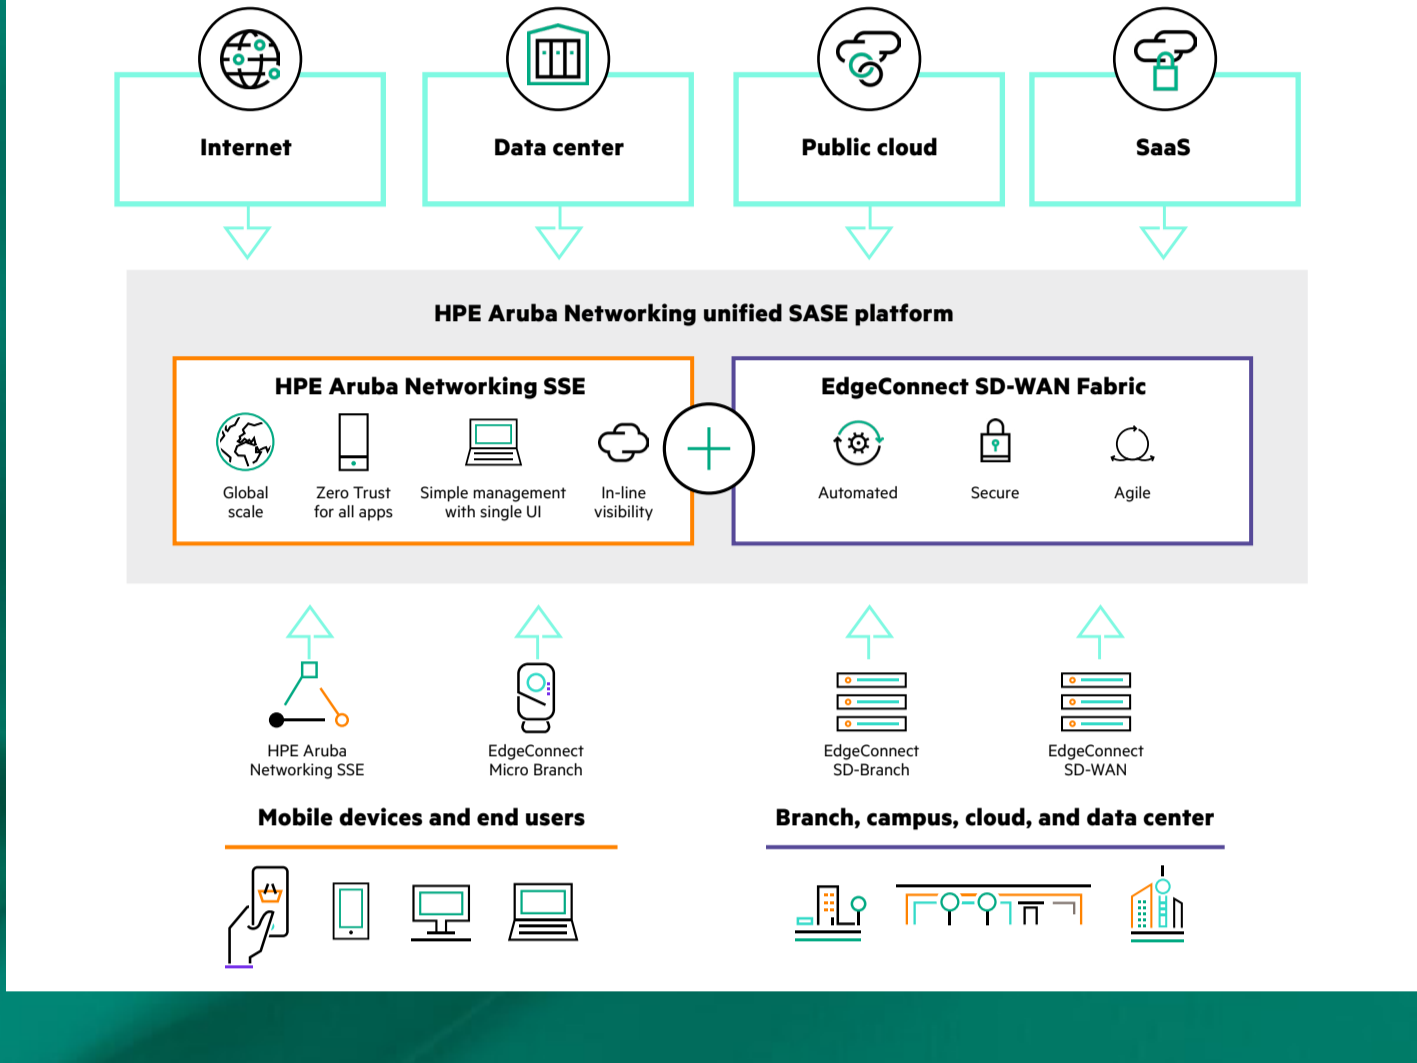 Internet
Data center
Public cloud
SaaS
HPE Aruba Networking unified SASE platform
HPE Aruba Networking SSE
Global
scale
Zero Trust
for all apps
Simple management
with single UI
In-line
visibility
EdgeConnect SD-WAN Fabric
Automated
Secure
Agile
HPE Aruba
Networking SSE
EdgeConnect
Micro Branch
EdgeConnect
SD-Branch
EdgeConnect
SD-WAN
Mobile devices and end users
Branch, campus, cloud, and data center